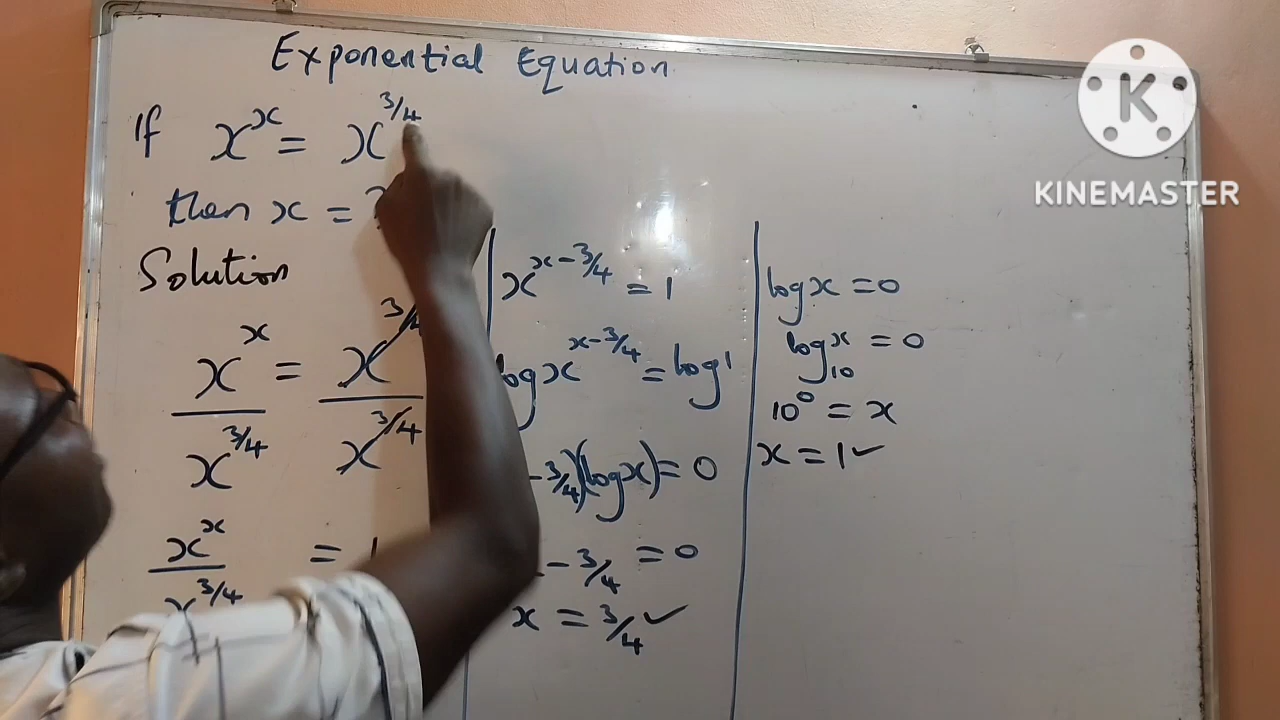 Exponential Equation
If x^x = x^3/4
then x =
Solution
x^x = x^3/4
x^3/4 x^3/4
x^x = 1
x^3/4
x^x-3/4 = 1
log x^x-3/4 = log 1
- 3/4)(log x) = 0
- 3/4 = 0
x = 3/4 ✓
log x = 0
log x = 0
10
10^0 = x
x = 1 ✓
K
KINEMASTER